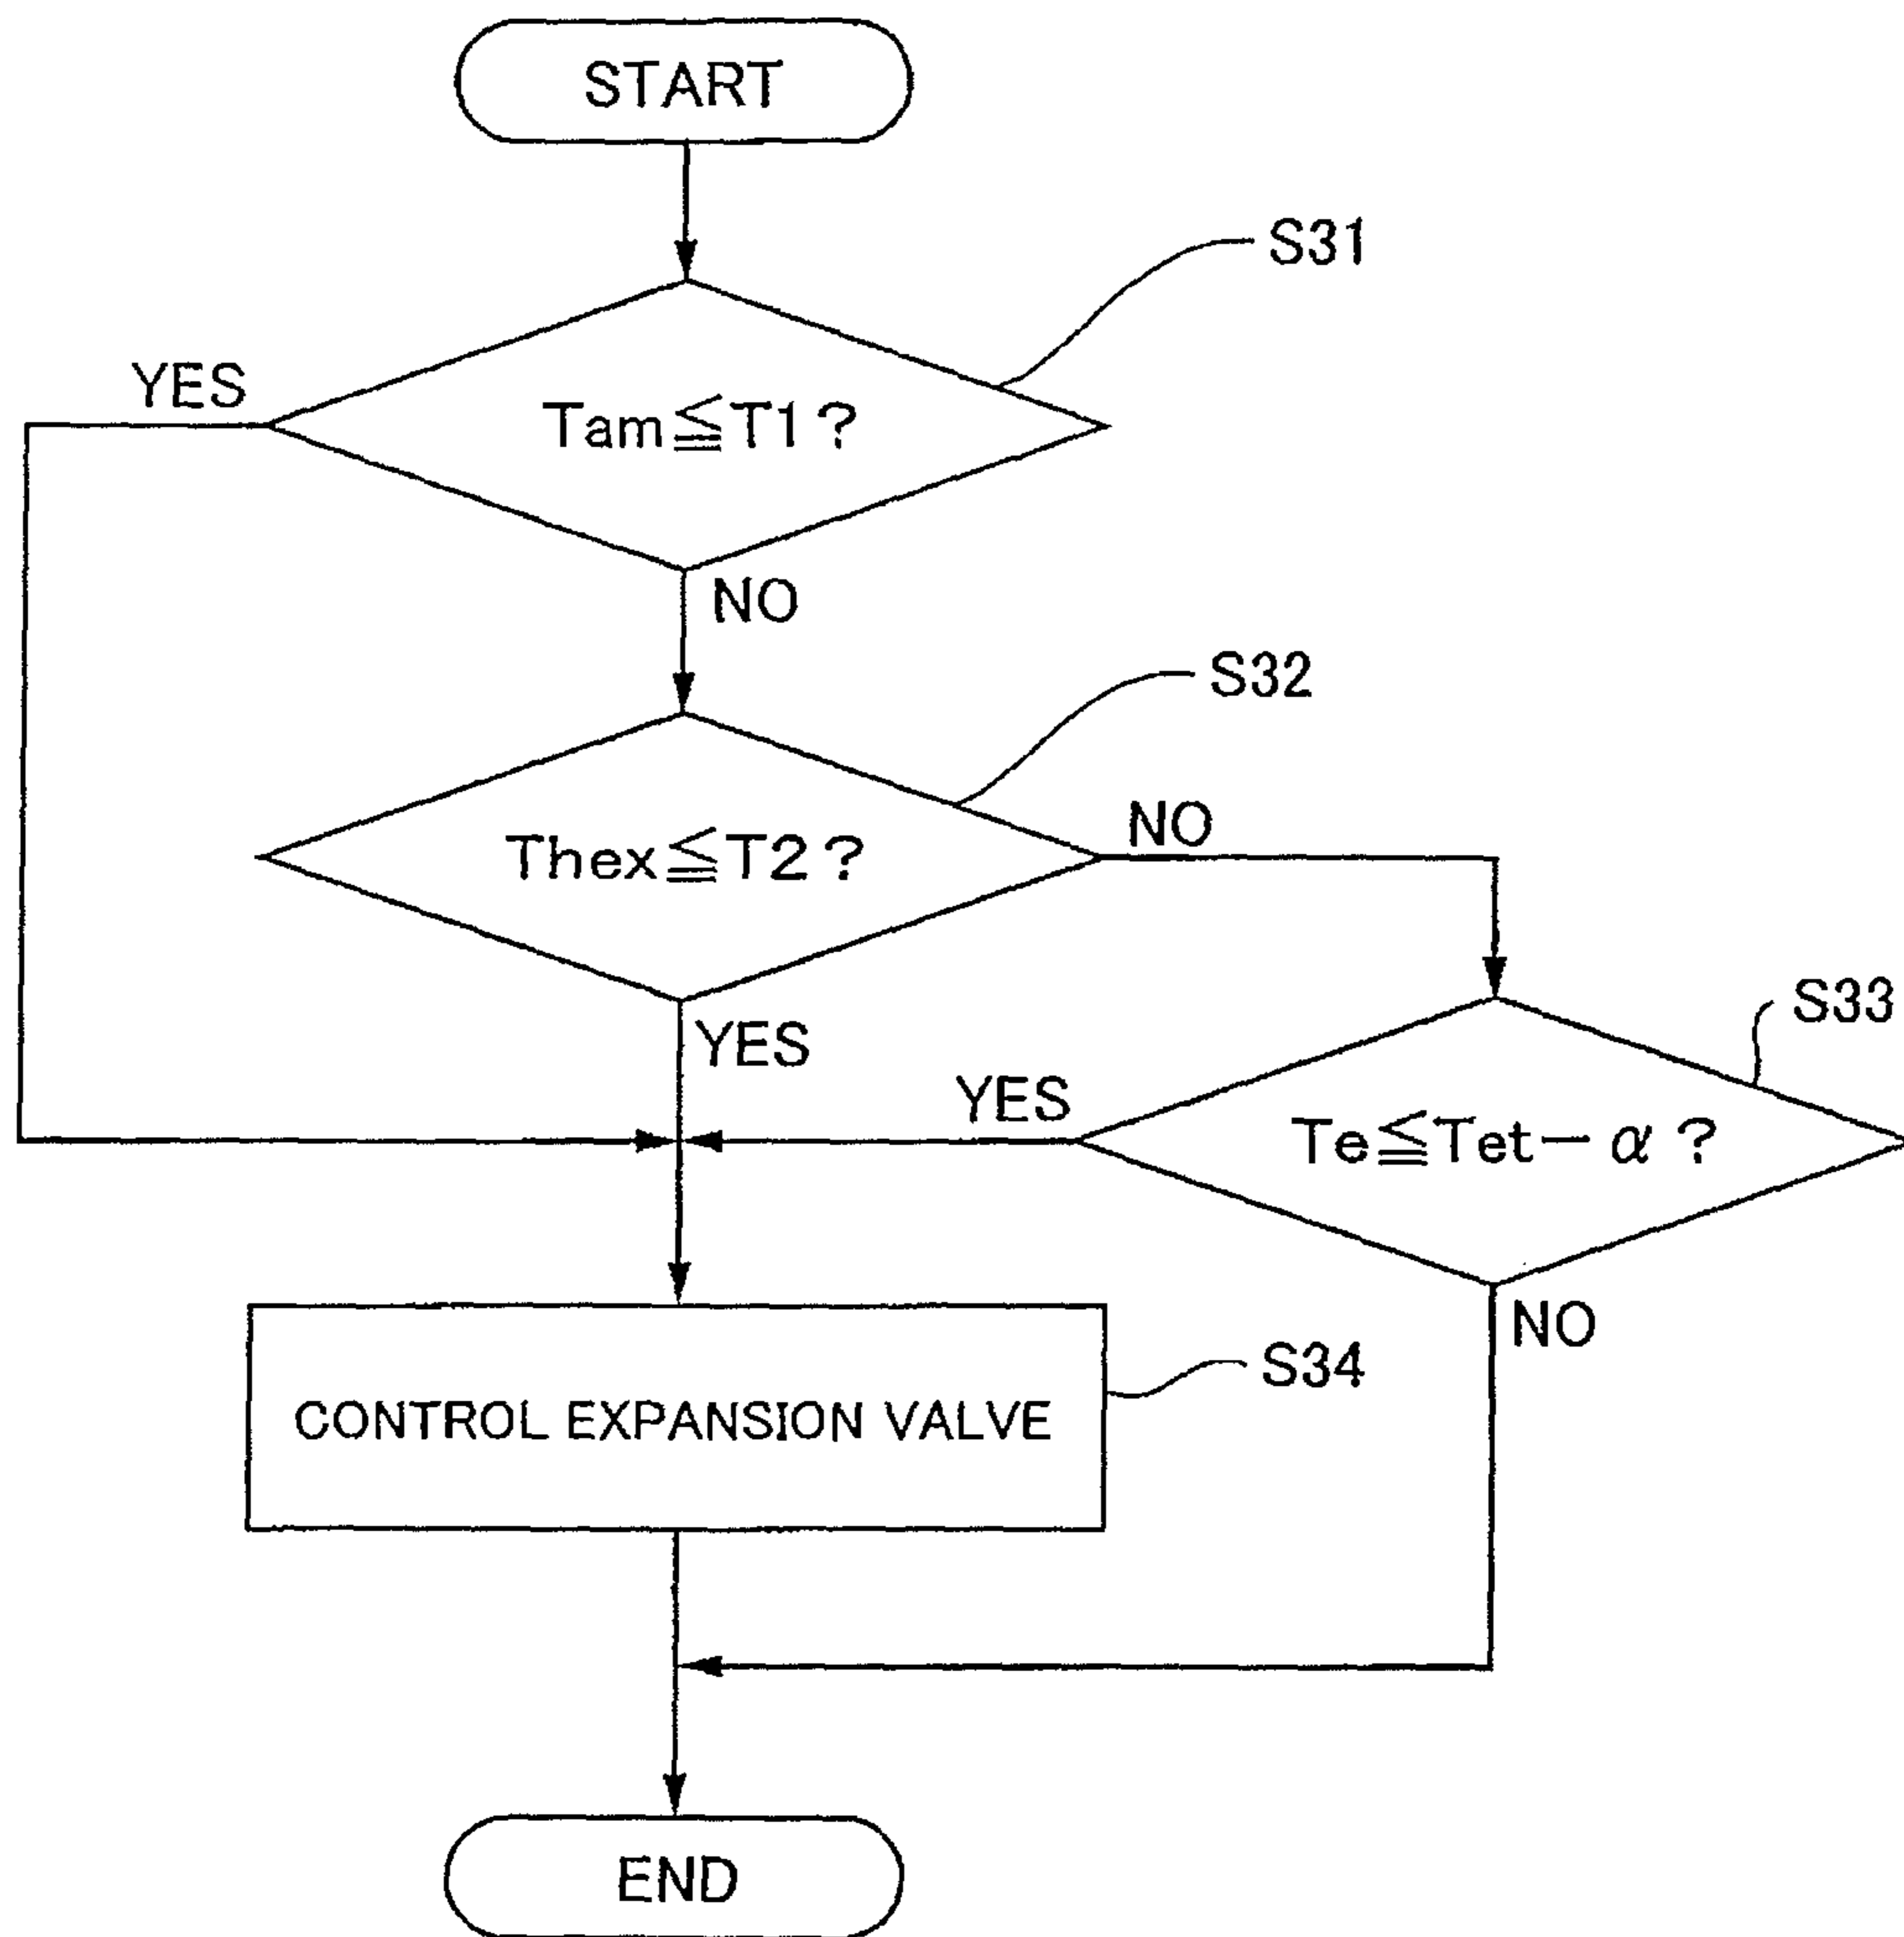 START
S31
YES
Tam≦T1?
NO
S32
NO
Thex≦T2?
S33
YES
YES
Te≦Tet−α?
NO
S34
CONTROL EXPANSION VALVE
END